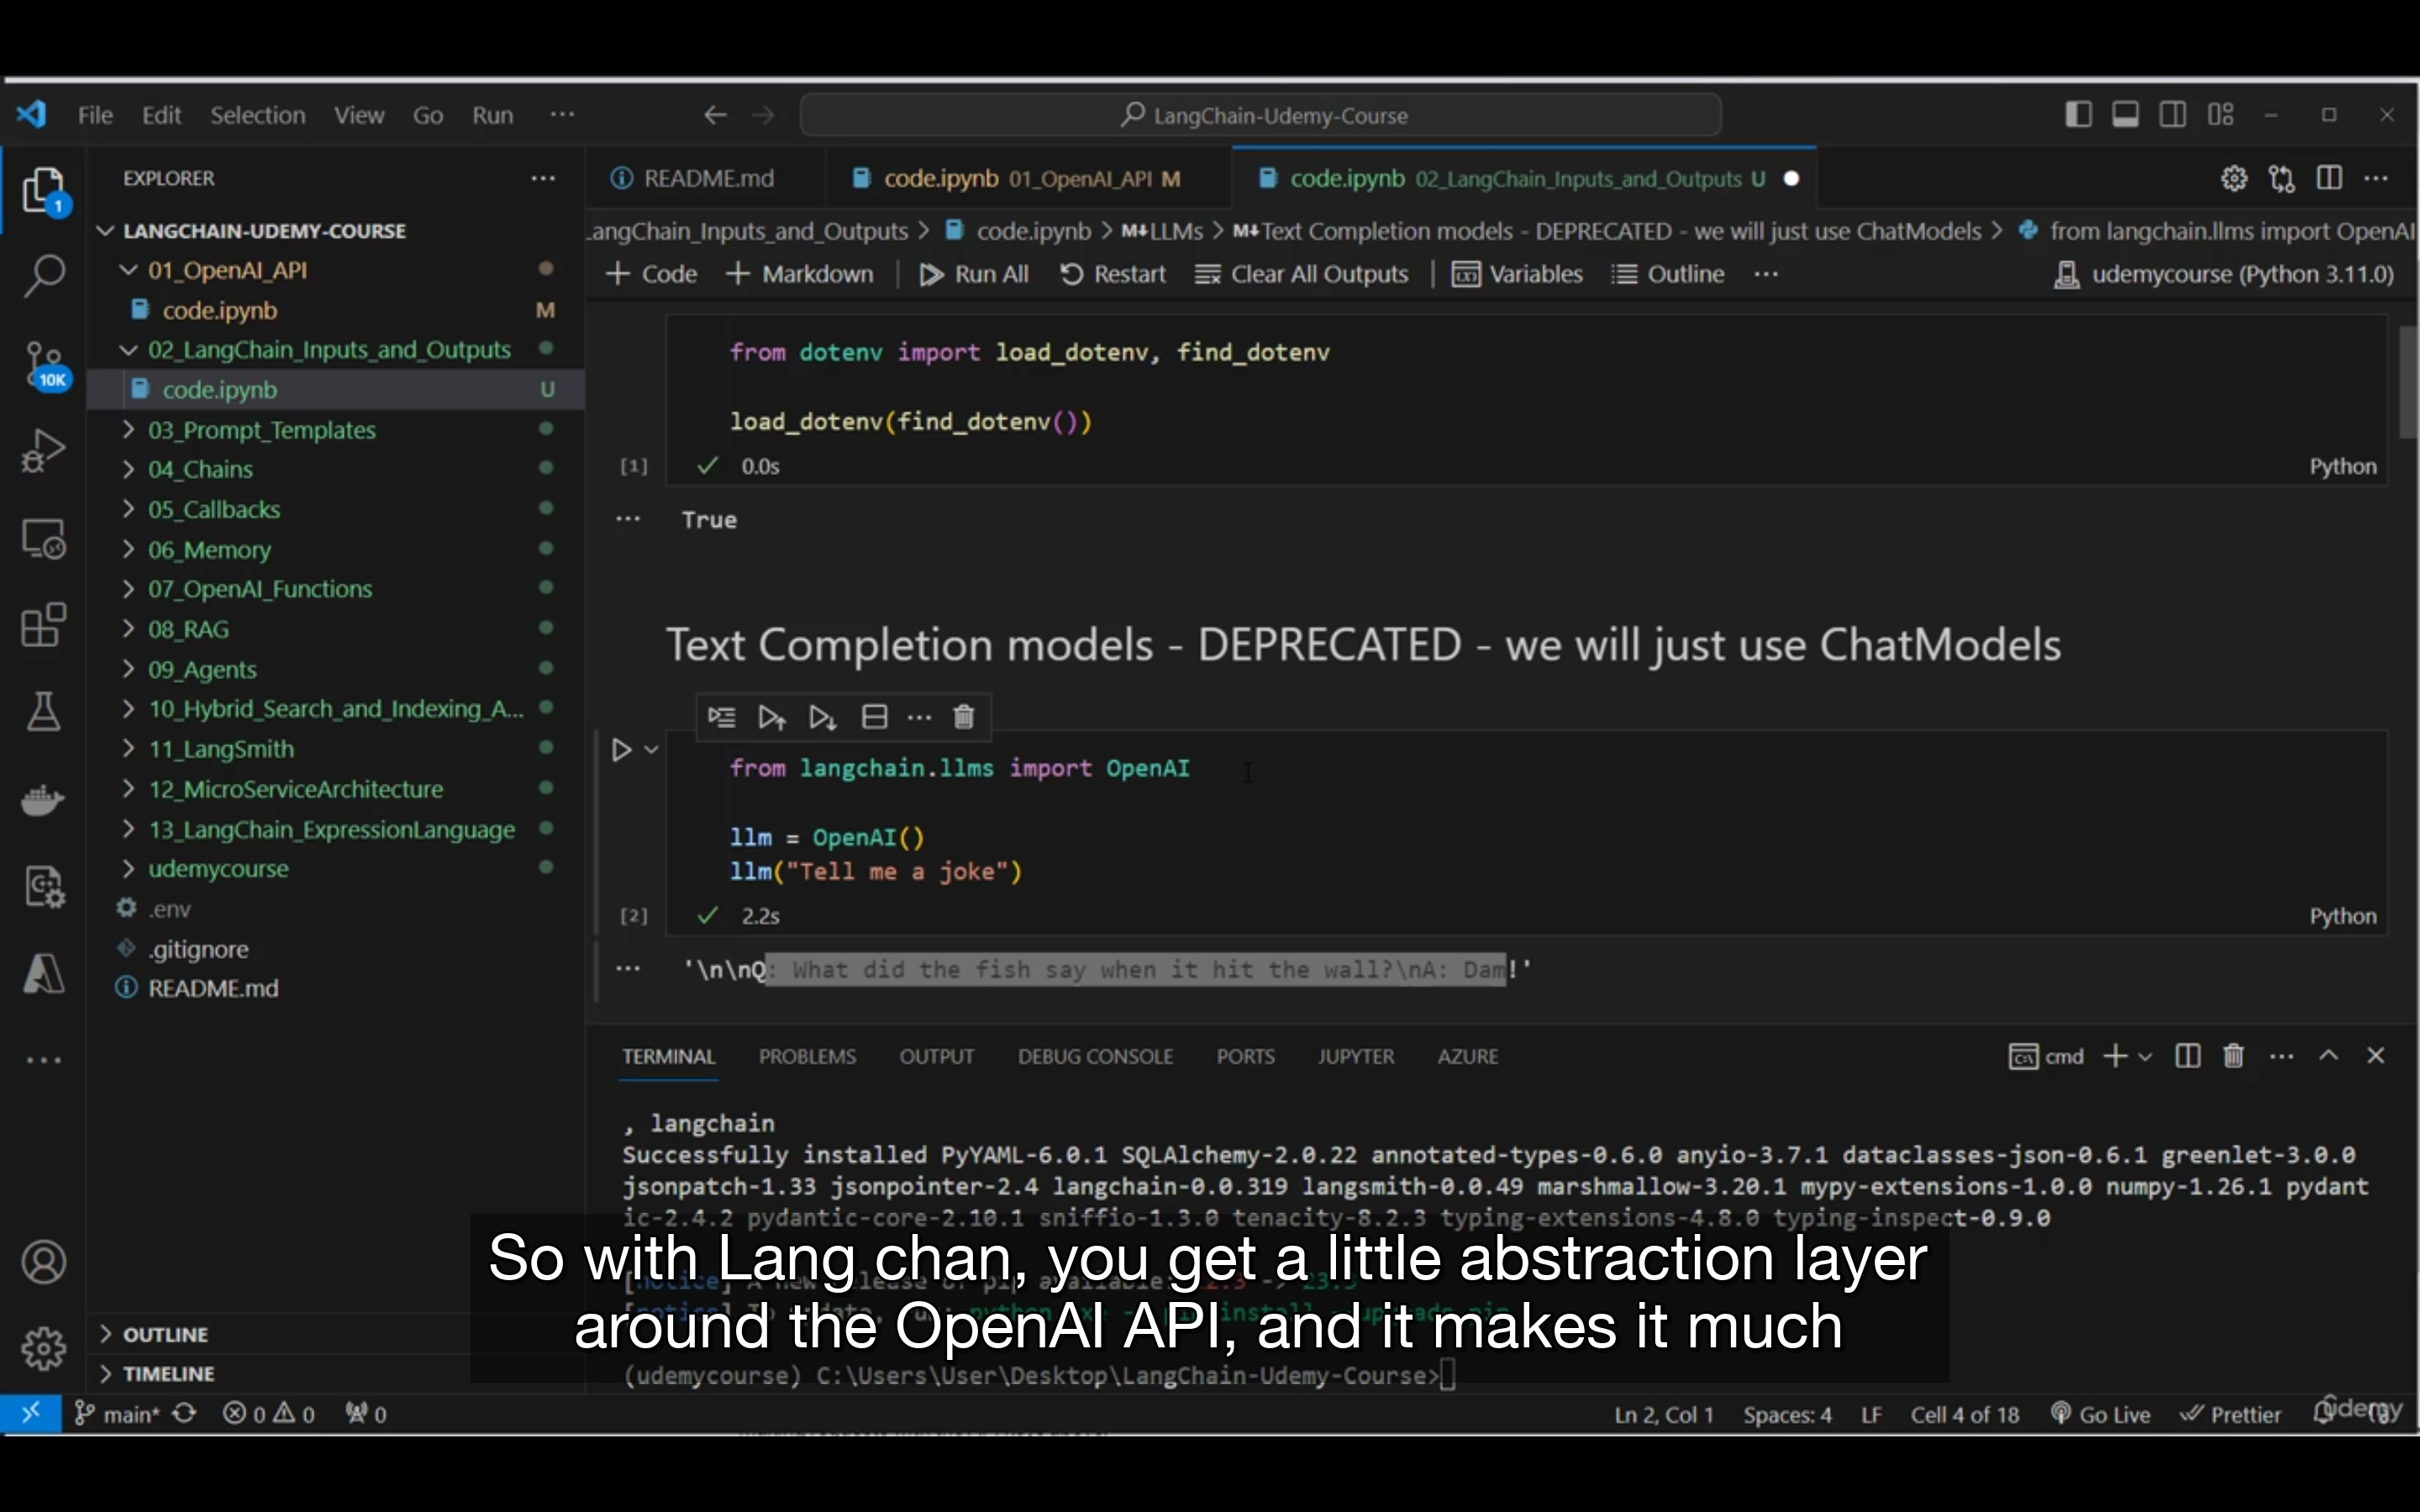 File Edit Selection View Go Run ···
LangChain-Udemy-Course
EXPLORER
README.md
code.ipynb 01_OpenAI_API M
code.ipynb 02_LangChain_Inputs_and_Outputs U
LANGCHAIN-UDEMY-COURSE
01_OpenAI_API
code.ipynb M
02_LangChain_Inputs_and_Outputs
code.ipynb U
03_Prompt_Templates
04_Chains
05_Callbacks
06_Memory
07_OpenAI_Functions
08_RAG
09_Agents
10_Hybrid_Search_and_Indexing_A...
11_LangSmith
12_MicroServiceArchitecture
13_LangChain_ExpressionLanguage
udemycourse
.env
.gitignore
README.md
OUTLINE
TIMELINE
1
10K
LangChain_Inputs_and_Outputs > code.ipynb > M↓LLMs > M↓Text Completion models - DEPRECATED - we will just use ChatModels > from langchain.llms import OpenAI
+ Code + Markdown Run All Restart Clear All Outputs Variables Outline ··· udemycourse (Python 3.11.0)
from dotenv import load_dotenv, find_dotenv
load_dotenv(find_dotenv())
[1] ✓ 0.0s Python
··· True
Text Completion models - DEPRECATED - we will just use ChatModels
from langchain.llms import OpenAI
llm = OpenAI()
llm("Tell me a joke")
[2] ✓ 2.2s Python
··· '\n\nQ: What did the fish say when it hit the wall?\nA: Dam!'
TERMINAL PROBLEMS OUTPUT DEBUG CONSOLE PORTS JUPYTER AZURE
cmd
, langchain
Successfully installed PyYAML-6.0.1 SQLAlchemy-2.0.22 annotated-types-0.6.0 anyio-3.7.1 dataclasses-json-0.6.1 greenlet-3.0.0
jsonpatch-1.33 jsonpointer-2.4 langchain-0.0.319 langsmith-0.0.49 marshmallow-3.20.1 mypy-extensions-1.0.0 numpy-1.26.1 pydant
ic-2.4.2 pydantic-core-2.10.1 sniffio-1.3.0 tenacity-8.2.3 typing-extensions-4.8.0 typing-inspect-0.9.0
So with Lang chan, you get a little abstraction layer
around the OpenAI API, and it makes it much
(udemycourse) C:\Users\User\Desktop\LangChain-Udemy-Course>
main* 0 0 0
Ln 2, Col 1 Spaces: 4 LF Cell 4 of 18 Go Live Prettier
udemy